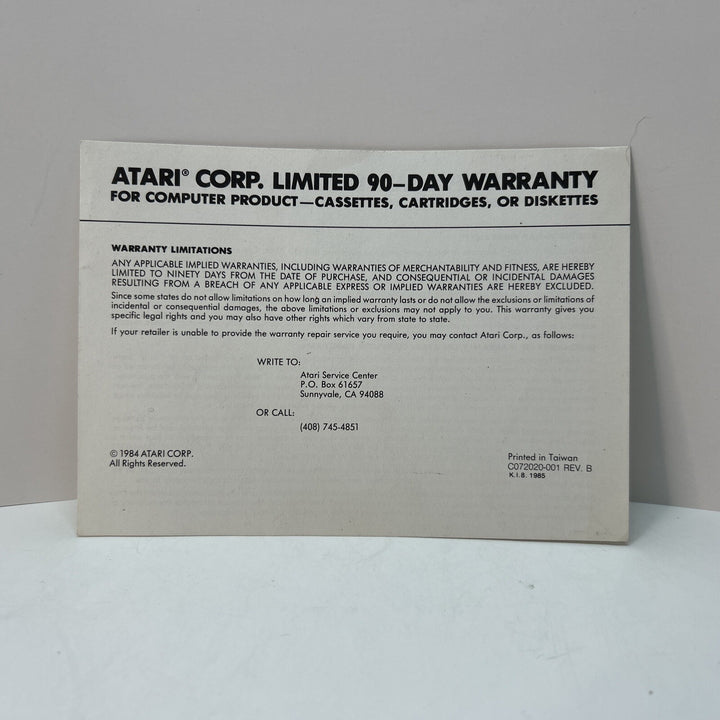 ATARI® CORP. LIMITED 90–DAY WARRANTY
FOR COMPUTER PRODUCT—CASSETTES, CARTRIDGES, OR DISKETTES
WARRANTY LIMITATIONS
ANY APPLICABLE IMPLIED WARRANTIES, INCLUDING WARRANTIES OF MERCHANTABILITY AND FITNESS, ARE HEREBY
LIMITED TO NINETY DAYS FROM THE DATE OF PURCHASE, AND CONSEQUENTIAL OR INCIDENTAL DAMAGES
RESULTING FROM A BREACH OF ANY APPLICABLE EXPRESS OR IMPLIED WARRANTIES ARE HEREBY EXCLUDED.
Since some states do not allow limitations on how long an implied warranty lasts or do not allow the exclusions or limitations of
incidental or consequential damages, the above limitations or exclusions may not apply to you. This warranty gives you
specific legal rights and you may also have other rights which vary from state to state.
If your retailer is unable to provide the warranty repair service you require, you may contact Atari Corp., as follows:
WRITE TO:
Atari Service Center
P.O. Box 61657
Sunnyvale, CA 94088
OR CALL:
(408) 745-4851
© 1984 ATARI CORP.
All Rights Reserved.
Printed in Taiwan
C072020-001 REV. B
K.I.8. 1985